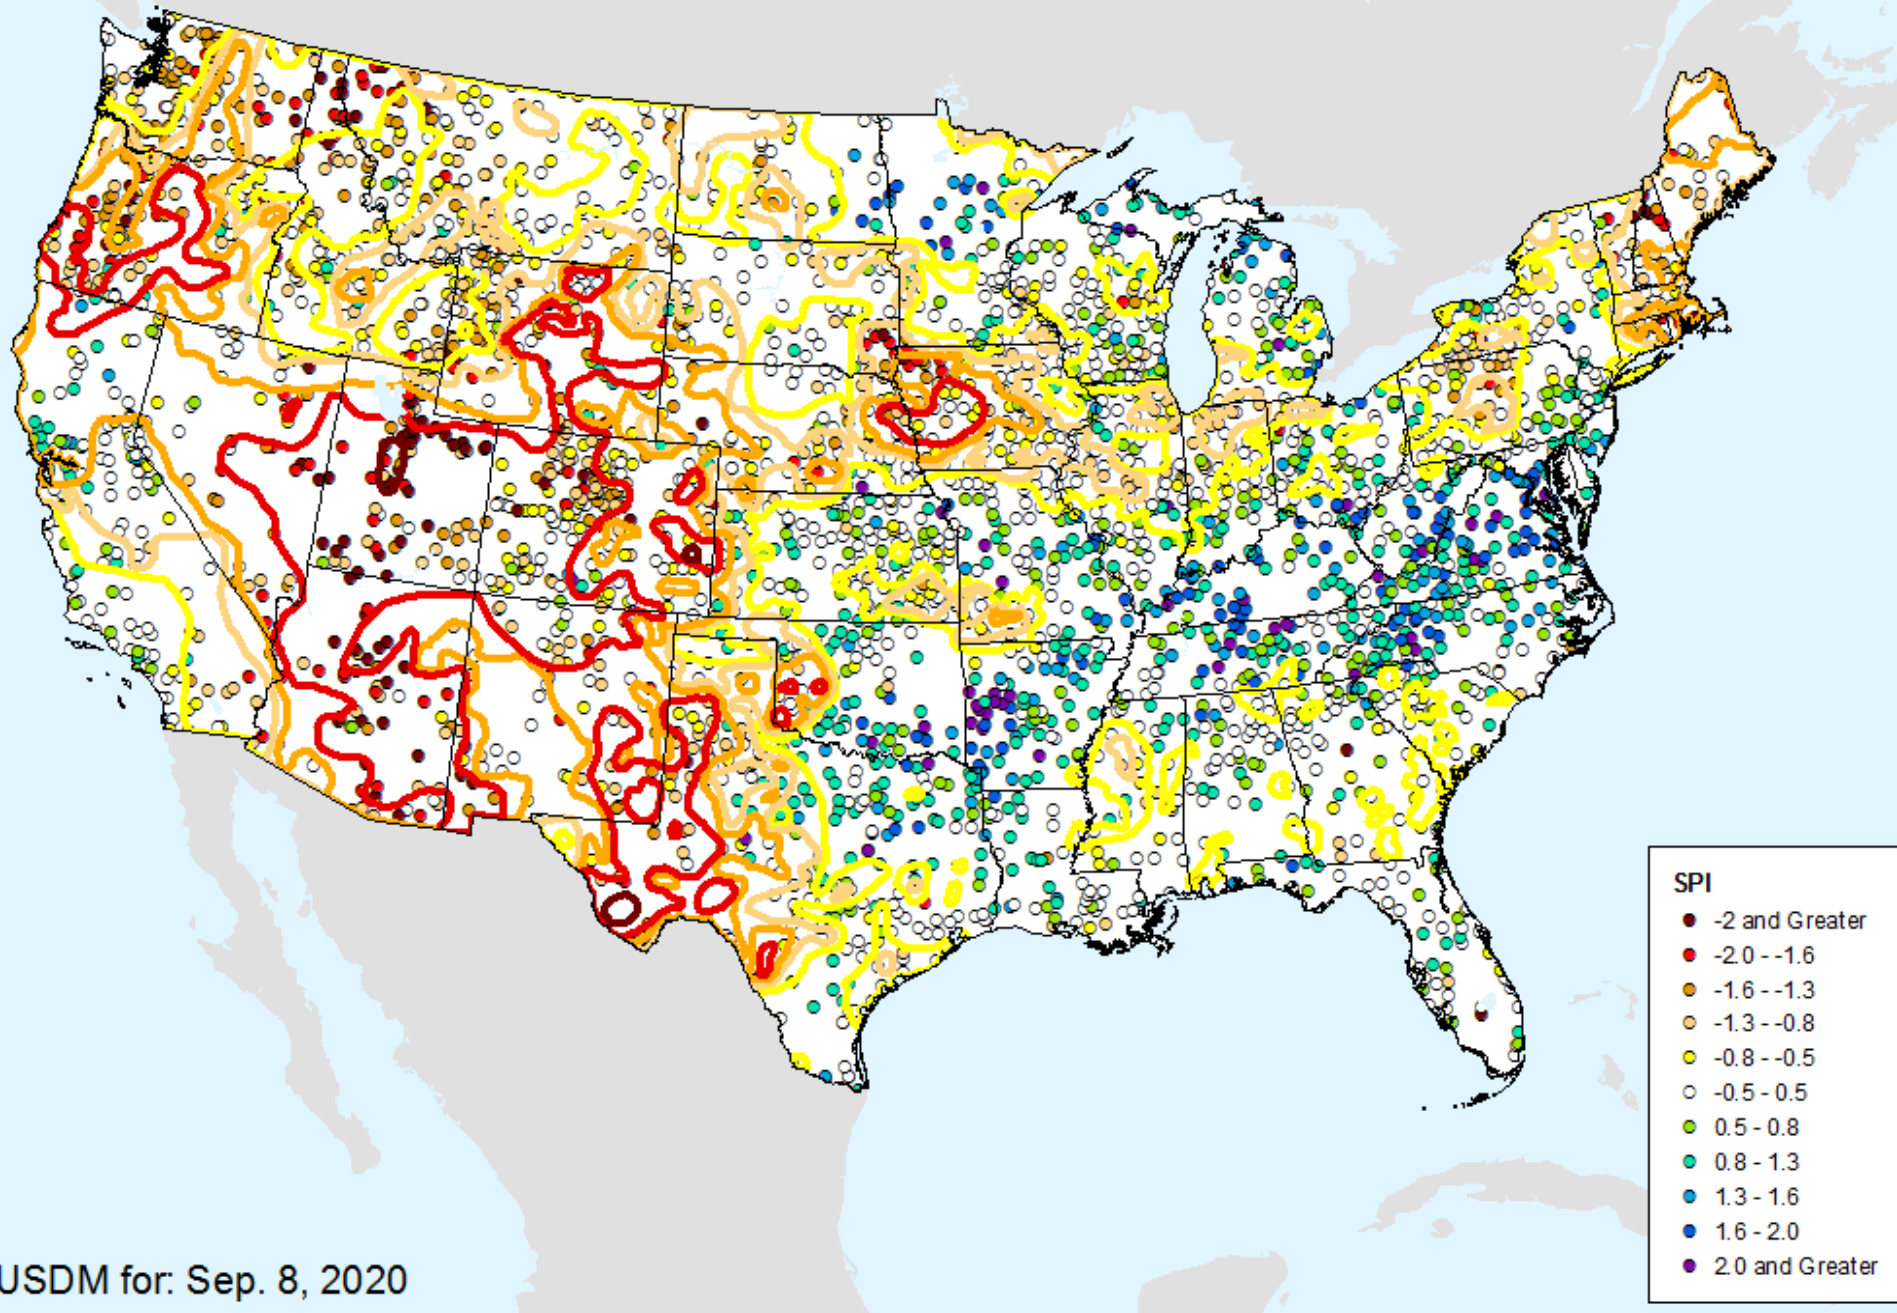 SPI
-2 and Greater
-2.0 - -1.6
-1.6 - -1.3
-1.3 - -0.8
-0.8 - -0.5
-0.5 - 0.5
0.5 - 0.8
0.8 - 1.3
1.3 - 1.6
1.6 - 2.0
2.0 and Greater
USDM for: Sep. 8, 2020